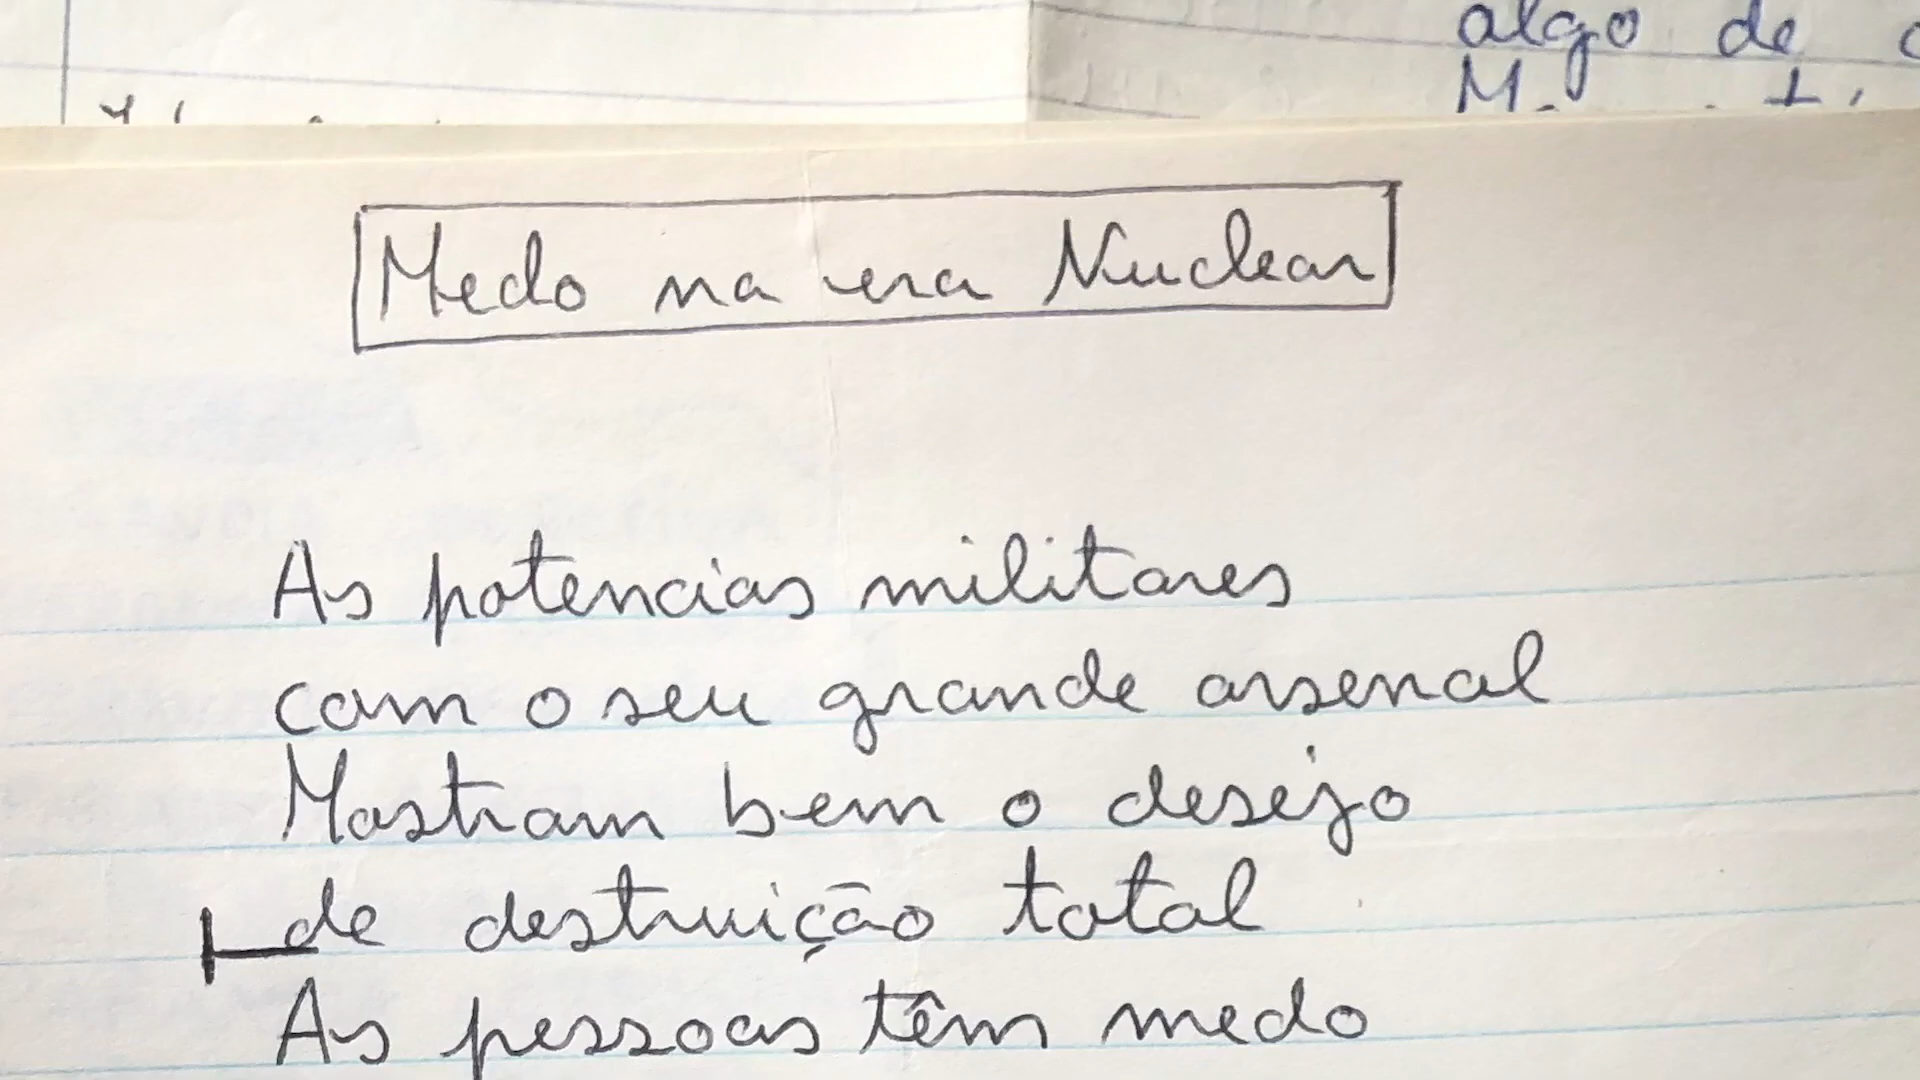 algo de
Medo na era Nuclear
As potencias militares
com o seu grande arsenal
Mostram bem o desejo
de destruição total
As pessoas têm medo